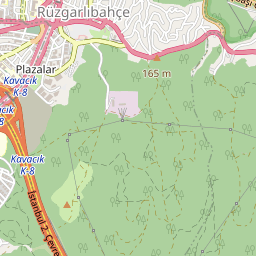 Rüzgarlıbahçe
Plazalar
165 m
Kavacık
K-8
Kavacık
K-8
İstanbul 2. Çevre